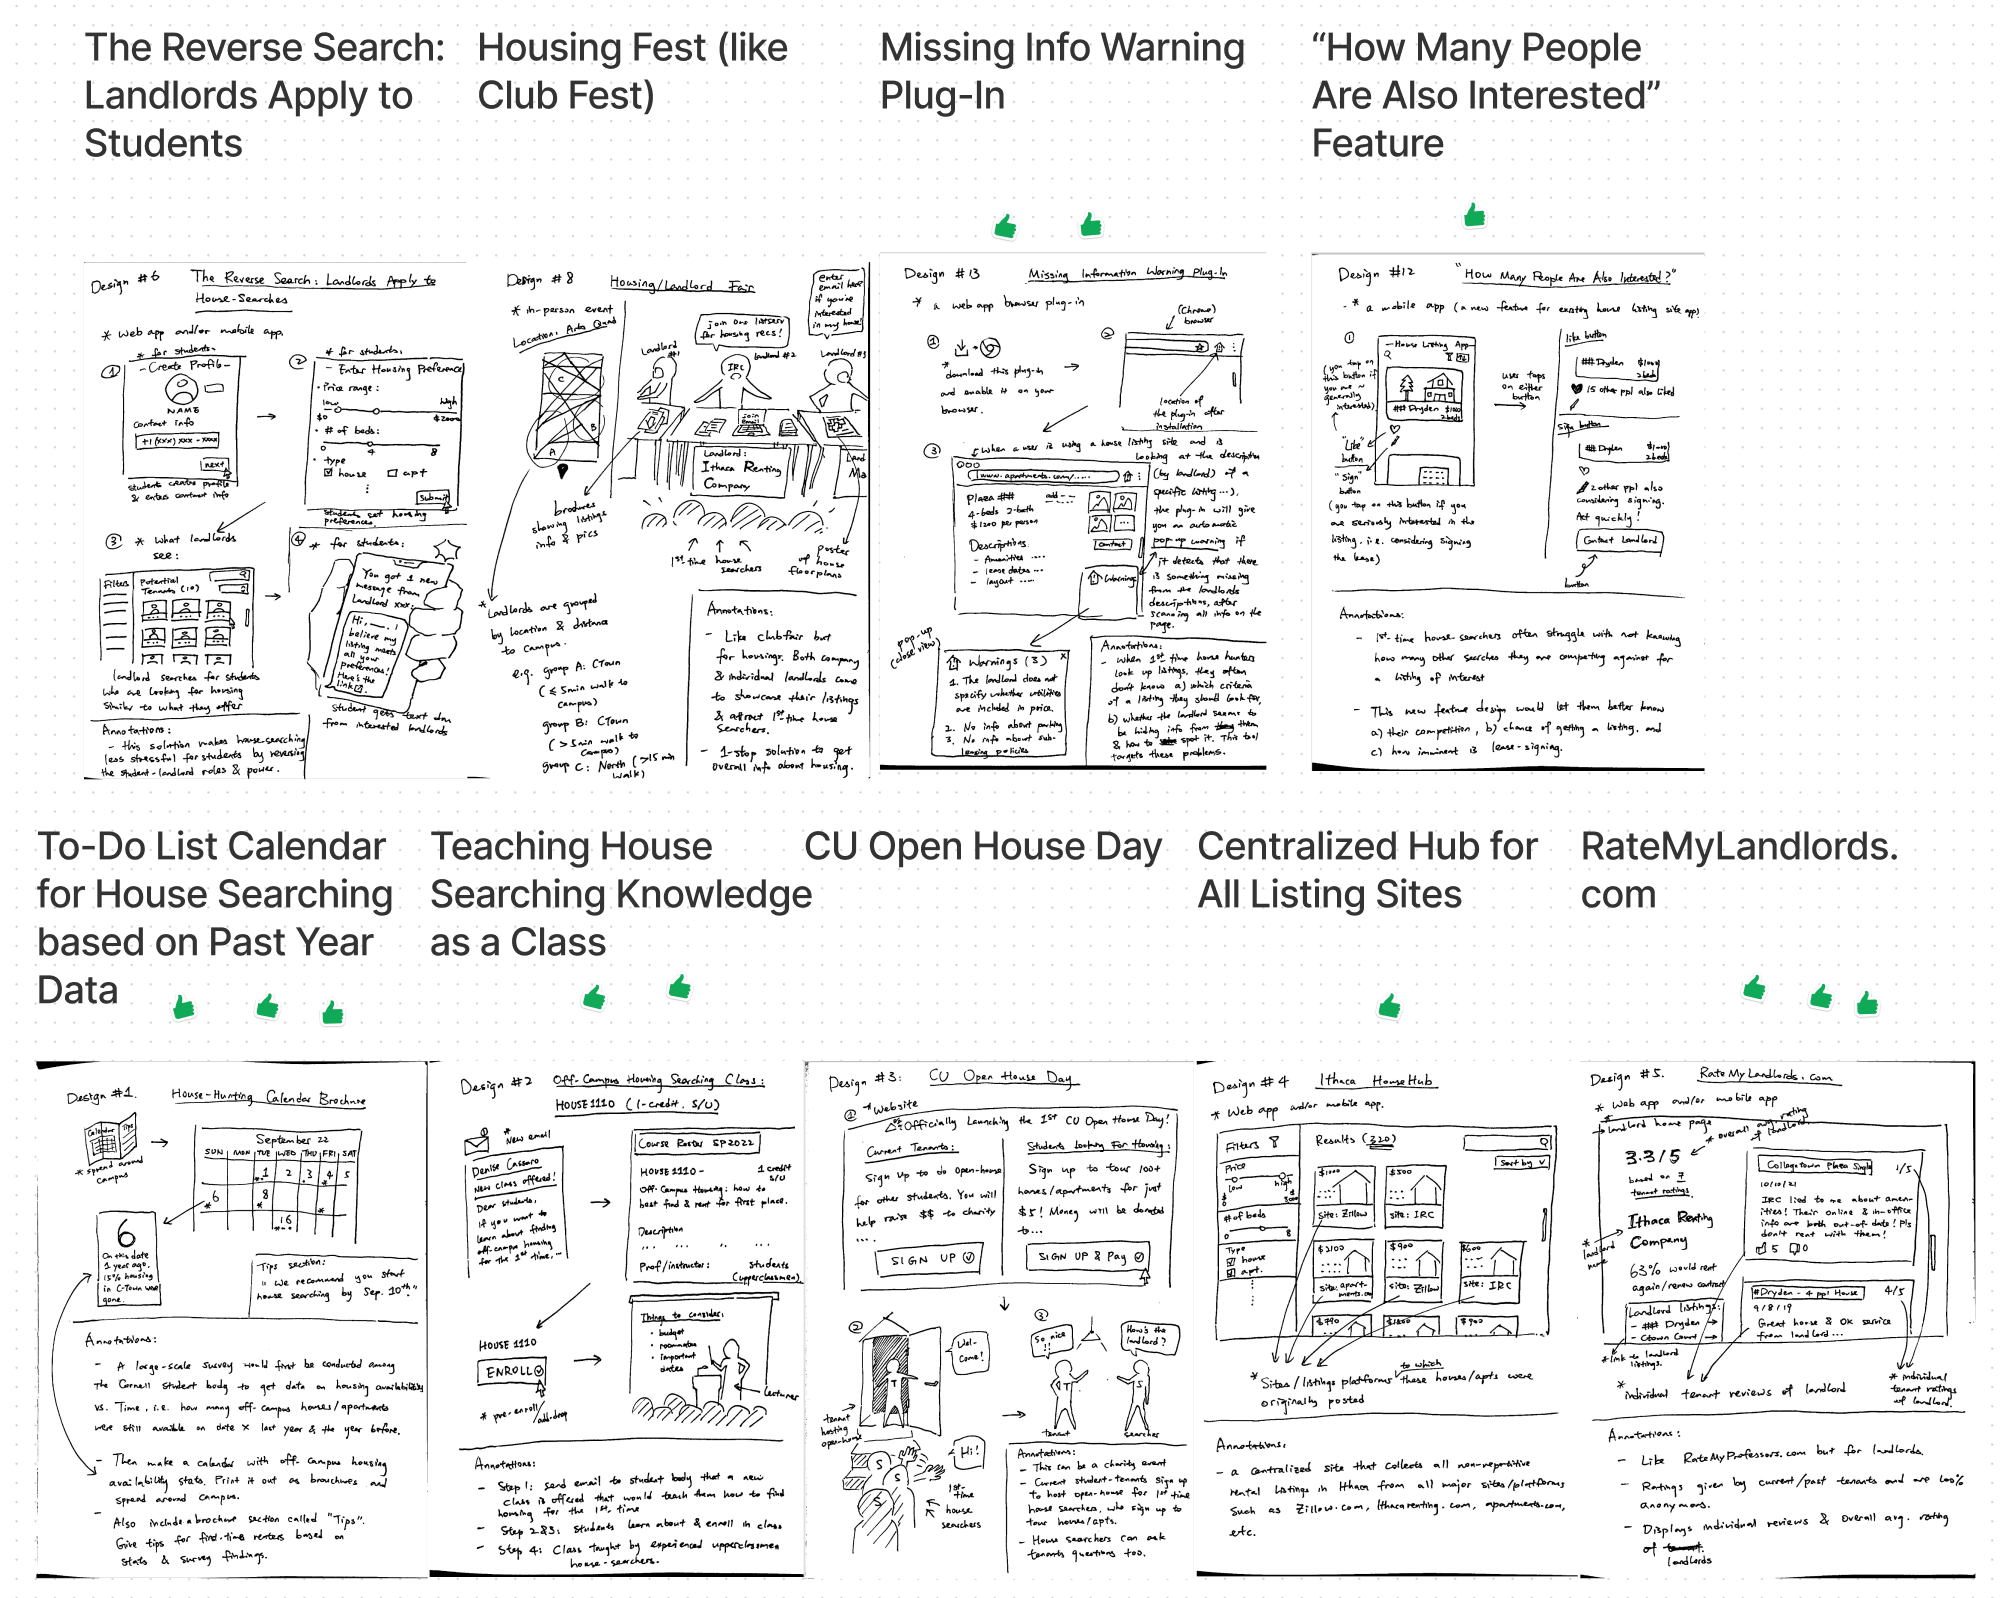 The Reverse Search:
Landlords Apply to
Students
Housing Fest (like
Club Fest)
Missing Info Warning
Plug-In
“How Many People
Are Also Interested”
Feature
Design #6 The Reverse Search: Landlords Apply to
House-Searches
* Web app and/or mobile app.
* for students.
① - Create Profile -
NAME
Contact info
+1 (xxx) xxx - xxxx
next
students create profile
& enters contact info
② * for students.
- Enter Housing Preference
• Price range:
low high
$0 $2000
• # of beds:
0 4 8
• type
house apt
Submit
Students set housing
preferences.
③ * What landlords
see:
Filters
Potential
Tenants (10)
landlord searches for students
who are looking for housing
similar to what they offer
④ * for students:
You got 1 new
message from
Landlord xxx:
Hi, __, I
believe my
listing meets
all your
preferences!
Here's the
link
Student gets text dm
from interested landlords
Annotations:
- this solution makes house-searching
less stressful for students by reversing
the student-landlord roles & power.
Design #8 Housing/Landlord Fair
* in-person event
Location: Arts Quad
C
B
A
Landlord
#1
join our listserv
for housing recs!
IRC
landlord #2
enter
email here
if you're
interested
in my house!
Landlord #3
join
Landlord:
Ithaca Renting
Company
brochures
showing listings
info & pics
1st time house
searchers
poster
of house
floorplans
* Landlords are grouped
by location & distance
to campus.
e.g. group A: CTown
(≤ 5min walk to
campus)
group B: CTown
(> 5min walk to
campus)
group C: North (>15 min
walk)
Annotations:
- Like clubfair but
for housings. Both company
& individual landlords come
to showcase their listings
& attract 1st-time house
searchers.
- 1-stop solution to get
overall info about housing.
Design #13 Missing Information Warning Plug-In
* a web app browser plug-in
①
* download this plug-in
and enable it on your
browser.
②
(Chrome)
browser
location of
the plug-in after
installation
③ When a user is using a house listing site and is
looking at the description
(by landlord) of a
specific listing...),
the plug-in will give
you an automatic
pop-up warning if
it detects that there
is something missing
from the landlords
descriptions, after
scanning all info on the
page.
www.apartments.com/.....
Plaza ##
4-beds 2-bath
$1200 per person
contact
Descriptions.
- Amenities ....
- lease dates ...
- layout .....
Warning
pop-up
(close view)
Warnings (3) x
1. The landlord does not
specify whether utilities
are included in price.
2. No info about parking
3. No info about sub-
leasing policies
Annotations:
- When 1st time house hunters
look up listings, they often
don't know a) which criteria
of a listing they should look for,
b) whether the landlord seems to
be hiding info from them
& how to spot it. This tool
targets these problems.
Design #12 "How Many People Are Also Interested?"
* a mobile app (a new feature for existing house listing site app)
①
(you tap on
this button if
you are ~
generally
interested)
- House Listing App -
## Dryden $1000
2beds
"Like"
button
"Sign"
button
(you tap on this button if you
are seriously interested in the
listing, i.e. considering signing
the lease)
user taps
on either
button
like button
## Dryden $1000
2beds
15 other ppl also liked
Sign button
## Dryden $1000
2 beds
2 other ppl also
considering signing.
Act quickly!
Contact Landlord
button
Annotations:
- 1st-time house-searchers often struggle with not knowing
how many other searches they are competing against for
a listing of interest
- This new feature design would let them better know
a) their competition, b) chance of getting a listing, and
c) how imminent is lease-signing.
To-Do List Calendar
for House Searching
based on Past Year
Data
Teaching House
Searching Knowledge
as a Class
CU Open House Day
Centralized Hub for
All Listing Sites
RateMyLandlords.
com
Design #1. House-Hunting Calendar Brochure
Calendar Tips
* spend around
campus
September 22
SUN MON TUE WED THU FRI SAT
1 2 3 4 5
6 8
16
6
On this date
1 year ago,
15% housing
in C-Town were
gone.
Tips section:
"We recommend you start
house searching by Sep. 10th."
Annotations:
- A large-scale survey would first be conducted among
the Cornell student body to get data on housing availability
vs. Time, i.e. how many off-campus houses/apartments
were still available on date x last year & the year before.
- Then make a calendar with off-campus housing
availability stats. Print it out as brouchures and
spend around campus.
- Also include a brochure section called "Tips".
Give tips for first-time renters based on
stats & survey findings.
Design #2 Off-Campus Housing Searching Class:
HOUSE1110 (1-credit, S/U)
* New email
Denise Cassaro
New class offered!
Dear students,
if you want to
learn about finding
off-campus housing
for the 1st time, ...
Course Roster SP2022
HOUSE 1110 - 1 credit
S/U
Off-Campus Housing: how to
best find & rent for first place.
Description
... ... ... ...
Prof/instructor: students
(upperclassmen)
HOUSE 1110
ENROLL
* pre-enroll/
add-drop
Things to consider:
• budget
• roommates
• important
dates
Lecturer
Annotations:
- Step 1: send email to student body that a new
class is offered that would teach them how to find
housing for the 1st. time
- Step 2&3: Students learn about & enroll in class
- Step 4: Class taught by experienced upperclassmen
house-searchers.
Design #3: CU Open House Day
① * Website
Officially Launching the 1st CU Open House Day!
Current Tenants:
Sign Up to do open-house
for other students. You will
help raise $$ to charity
....
SIGN UP
Students Looking For Housing:
Sign up to tour 100+
homes/apartments for just
$5! Money will be donated
to...
SIGN UP & Pay
②
Wel-
come!
tenant
hosting
open-house
Hi!
S
S
S
1st-
time
house
searchers
③
So nice
!!
How's the
landlord?
T
S
tenant
searcher
Annotations:
- This can be a charity event
- Current student-tenants sign up
to host open-house for 1st time
house searchers, who sign up to
tour houses/apts.
- House searchers can ask
tenants questions too.
Design #4 Ithaca HouseHub
* Web app and/or mobile app.
Filters
Price
low high
# of beds
0 8
Type
house
apt.
Results (320)
Sort by v
$1000
site: Zillow
$500
site: IRC
$2100
site: apart-
ments.com
$900
site: Zillow
$600
site: IRC
$790
$1200
$900
* Sites/listings platforms to which these houses/apts were
originally posted
Annotations:
- a centralized site that collects all non-repetitive
rental listings in Ithaca from all major sites/platforms
such as Zillow.com, Ithacarenting.com, apartments.com,
etc.
Design #5. RateMyLandlords.com
* Web app and/or mobile app
landlord home page
* overall avg. rating
of landlord
3.3/5
based on 7
tenant ratings.
Ithaca Renting
Company
* landlord
name
63% would rent
again/renew contract
Landlord listings:
- ## Dryden →
- Ctown Court →
* link to landlord
listings.
Collegetown Plaza Single 1/5
10/10/21
IRC lied to me about amen-
ities! Their online & in-office
info are both out-of date! Pls
don't rent with them!
5 0
#Dryden - 4 ppl House 4/5
9/8/19
Great house & OK service
from landlord...
* individual tenant reviews of landlord
* individual
tenant ratings
of landlord.
Annotations:
- Like RateMyProfessors.com but for landlords.
- Ratings given by current/past tenants and are 100%
anonymous.
- Displays individual reviews & overall avg. rating
of
landlords